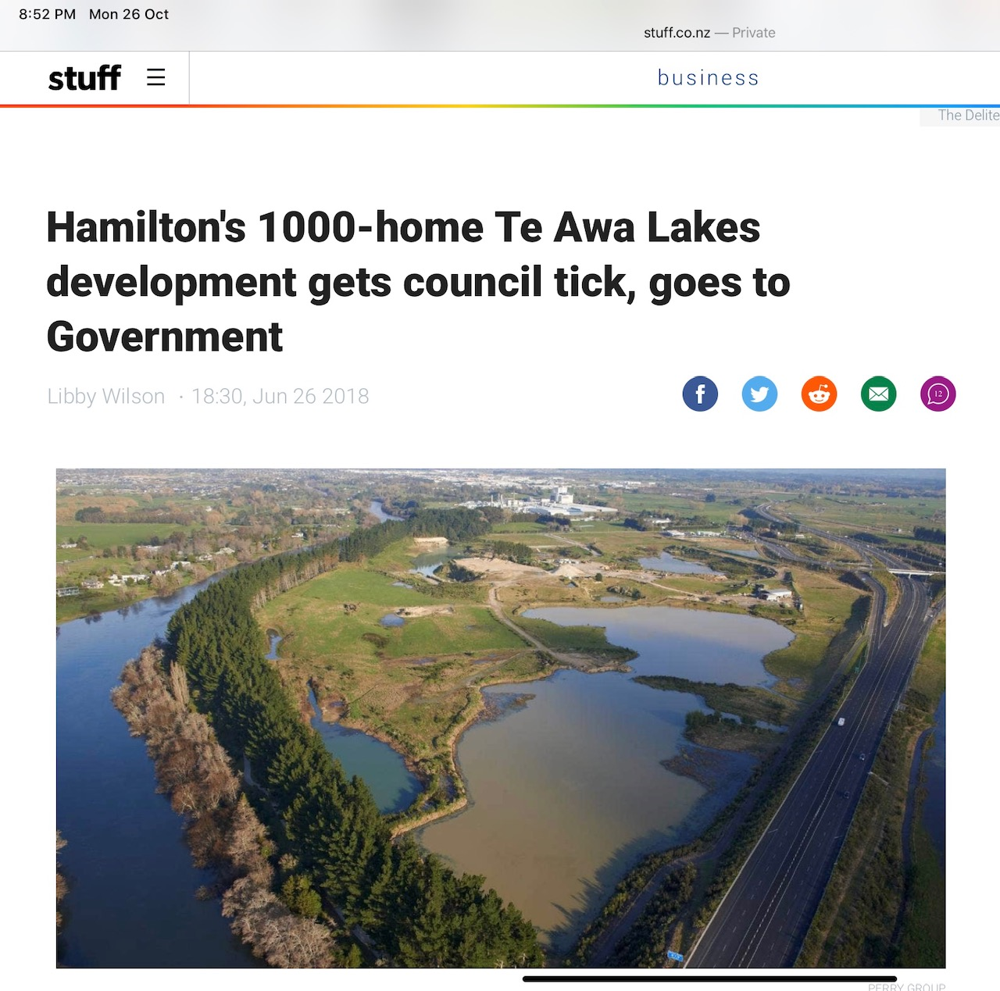 8:52 PM Mon 26 Oct
stuff.co.nz — Private
stuff
business
The Delite
Hamilton's 1000-home Te Awa Lakes
development gets council tick, goes to
Government
Libby Wilson · 18:30, Jun 26 2018
12
PERRY GROUP